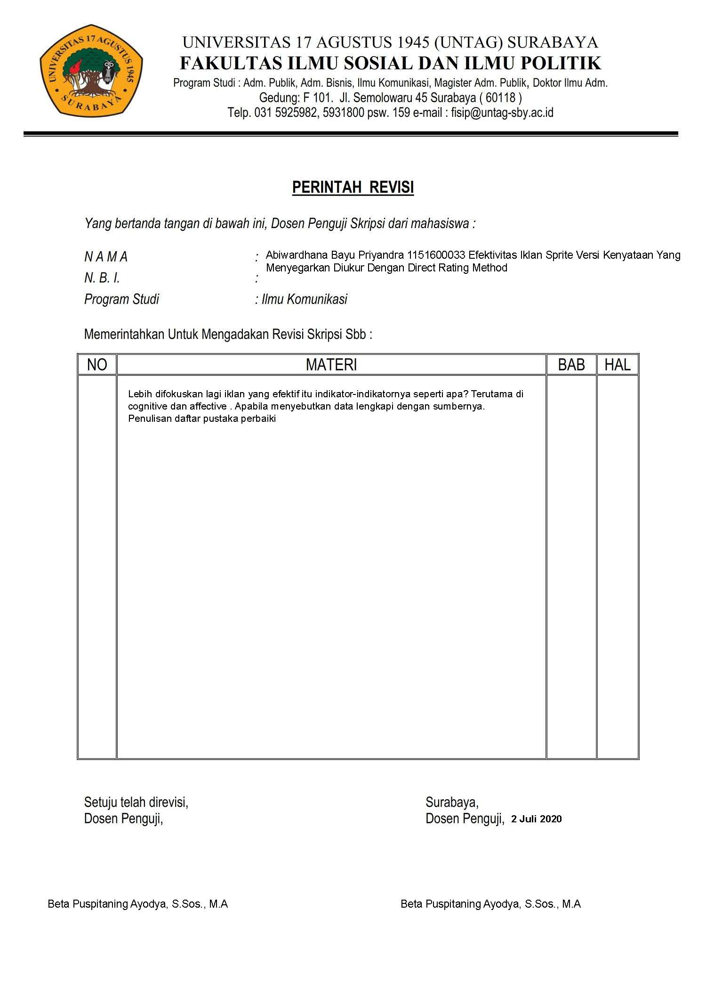 UNIVERSITAS 17 AGUSTUS 1945
SURABAYA
UNIVERSITAS 17 AGUSTUS 1945 (UNTAG) SURABAYA
FAKULTAS ILMU SOSIAL DAN ILMU POLITIK
Program Studi : Adm. Publik, Adm. Bisnis, Ilmu Komunikasi, Magister Adm. Publik, Doktor Ilmu Adm.
Gedung: F 101. Jl. Semolowaru 45 Surabaya ( 60118 )
Telp. 031 5925982, 5931800 psw. 159 e-mail : fisip@untag-sby.ac.id
PERINTAH REVISI
Yang bertanda tangan di bawah ini, Dosen Penguji Skripsi dari mahasiswa :
N A M A : Abiwardhana Bayu Priyandra 1151600033 Efektivitas Iklan Sprite Versi Kenyataan Yang
Menyegarkan Diukur Dengan Direct Rating Method
N. B. I. :
Program Studi : Ilmu Komunikasi
Memerintahkan Untuk Mengadakan Revisi Skripsi Sbb :
NO MATERI BAB HAL
Lebih difokuskan lagi iklan yang efektif itu indikator-indikatornya seperti apa? Terutama di
cognitive dan affective . Apabila menyebutkan data lengkapi dengan sumbernya.
Penulisan daftar pustaka perbaiki
Setuju telah direvisi, Surabaya,
Dosen Penguji, Dosen Penguji, 2 Juli 2020
Beta Puspitaning Ayodya, S.Sos., M.A Beta Puspitaning Ayodya, S.Sos., M.A